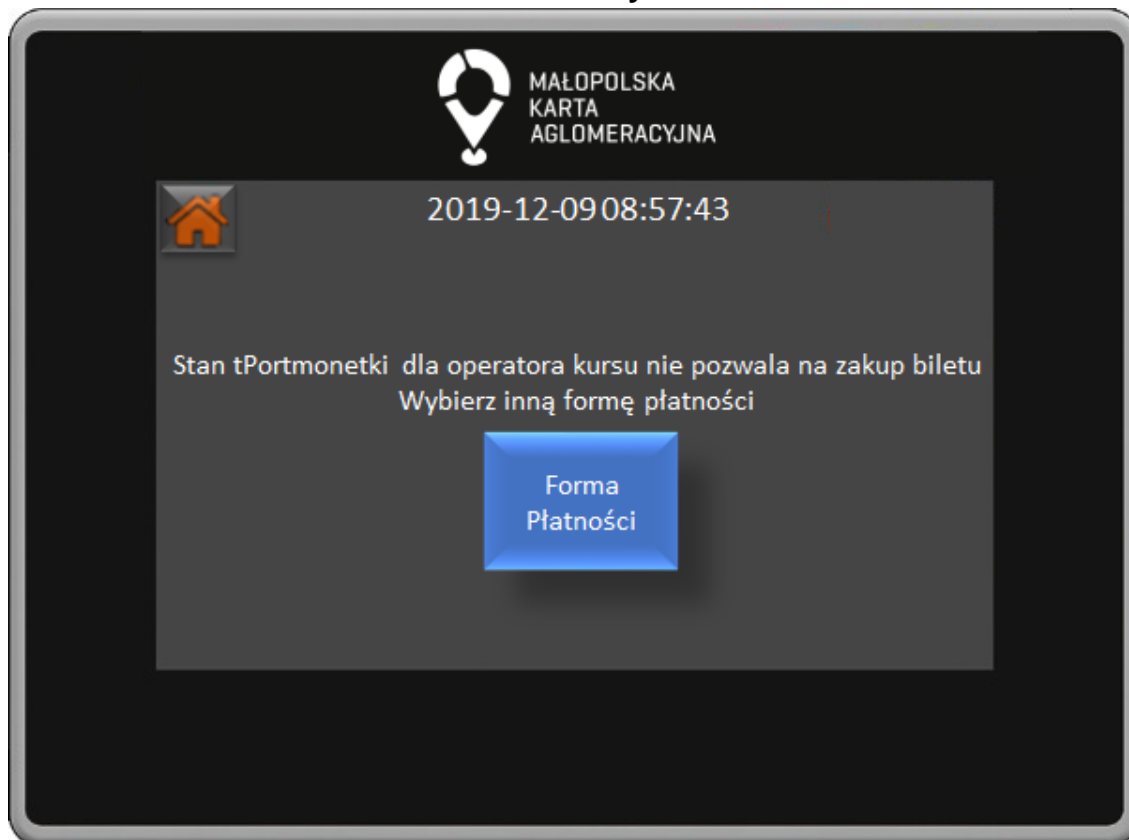 MAŁOPOLSKA
KARTA
AGLOMERACYJNA
2019-12-09 08:57:43
Stan tPortmonetki dla operatora kursu nie pozwala na zakup biletu
Wybierz inną formę płatności
Forma
Płatności